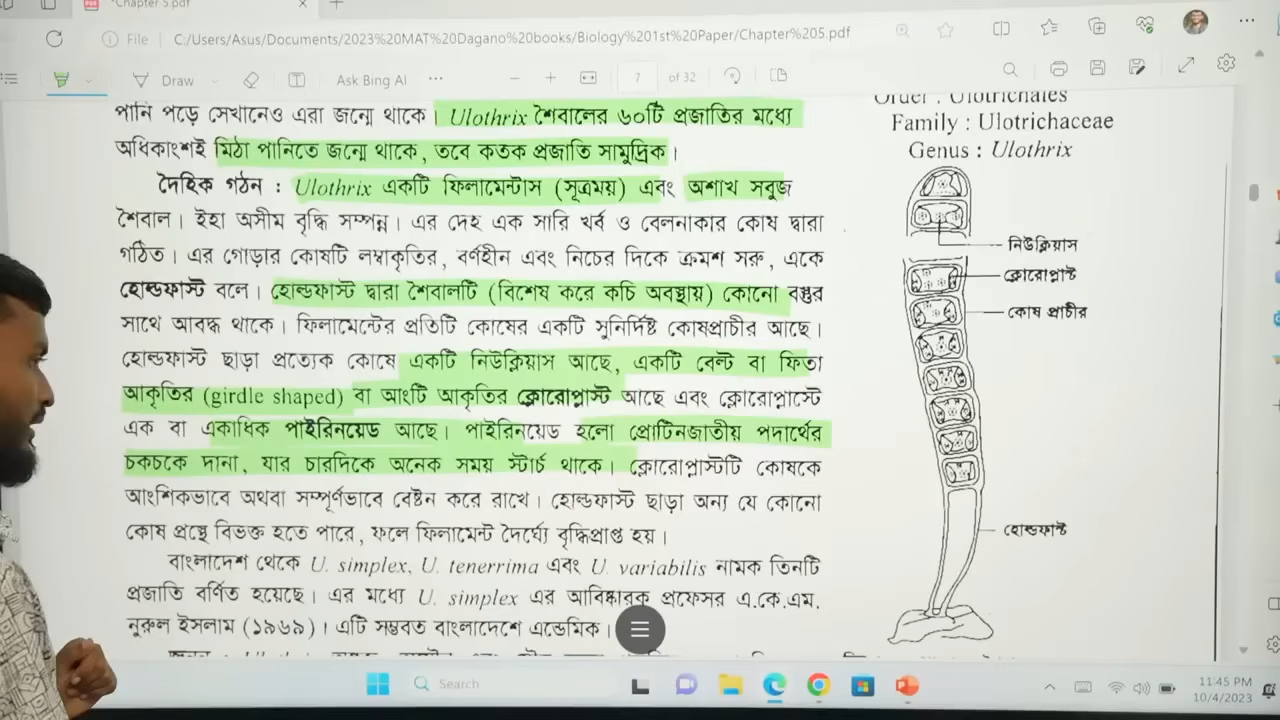 *Chapter 5.pdf
File C:/Users/Asus/Documents/2023%20MAT%20Dagano%20books/Biology%201st%20Paper/Chapter%205.pdf
Draw Ask Bing AI 7 of 32
পানি পড়ে সেখানেও এরা জন্মে থাকে। Ulothrix শৈবালের ৬০টি প্রজাতির মধ্যে
অধিকাংশই মিঠা পানিতে জন্মে থাকে, তবে কতক প্রজাতি সামুদ্রিক।
দৈহিক গঠন : Ulothrix একটি ফিলামেন্টাস (সূত্রময়) এবং অশাখ সবুজ
শৈবাল। ইহা অসীম বৃদ্ধি সম্পন্ন। এর দেহ এক সারি খর্ব ও বেলনাকার কোষ দ্বারা
গঠিত। এর গোড়ার কোষটি লম্বাকৃতির, বর্ণহীন এবং নিচের দিকে ক্রমশ সরু, একে
হোল্ডফাস্ট বলে। হোল্ডফাস্ট দ্বারা শৈবালটি (বিশেষ করে কচি অবস্থায়) কোনো বস্তুর
সাথে আবদ্ধ থাকে। ফিলামেন্টের প্রতিটি কোষের একটি সুনির্দিষ্ট কোষপ্রাচীর আছে।
হোল্ডফাস্ট ছাড়া প্রত্যেক কোষে একটি নিউক্লিয়াস আছে, একটি বেল্ট বা ফিতা
আকৃতির (girdle shaped) বা আংটি আকৃতির ক্লোরোপ্লাস্ট আছে এবং ক্লোরোপ্লাস্টে
এক বা একাধিক পাইরিনয়েড আছে। পাইরিনয়েড হলো প্রোটিনজাতীয় পদার্থের
চকচকে দানা, যার চারদিকে অনেক সময় স্টার্চ থাকে। ক্লোরোপ্লাস্টটি কোষকে
আংশিকভাবে অথবা সম্পূর্ণভাবে বেষ্টন করে রাখে। হোল্ডফাস্ট ছাড়া অন্য যে কোনো
কোষ প্রস্থে বিভক্ত হতে পারে, ফলে ফিলামেন্ট দৈর্ঘ্যে বৃদ্ধিপ্রাপ্ত হয়।
বাংলাদেশ থেকে U. simplex, U. tenerrima এবং U. variabilis নামক তিনটি
প্রজাতি বর্ণিত হয়েছে। এর মধ্যে U. simplex এর আবিষ্কারক প্রফেসর এ.কে.এম.
নুরুল ইসলাম (১৯৬৯)। এটি সম্ভবত বাংলাদেশে এন্ডেমিক।
Order : Ulotrichales
Family : Ulotrichaceae
Genus : Ulothrix
নিউক্লিয়াস
ক্লোরোপ্লাস্ট
কোষ প্রাচীর
হোল্ডফাস্ট
Search
11:45 PM
10/4/2023